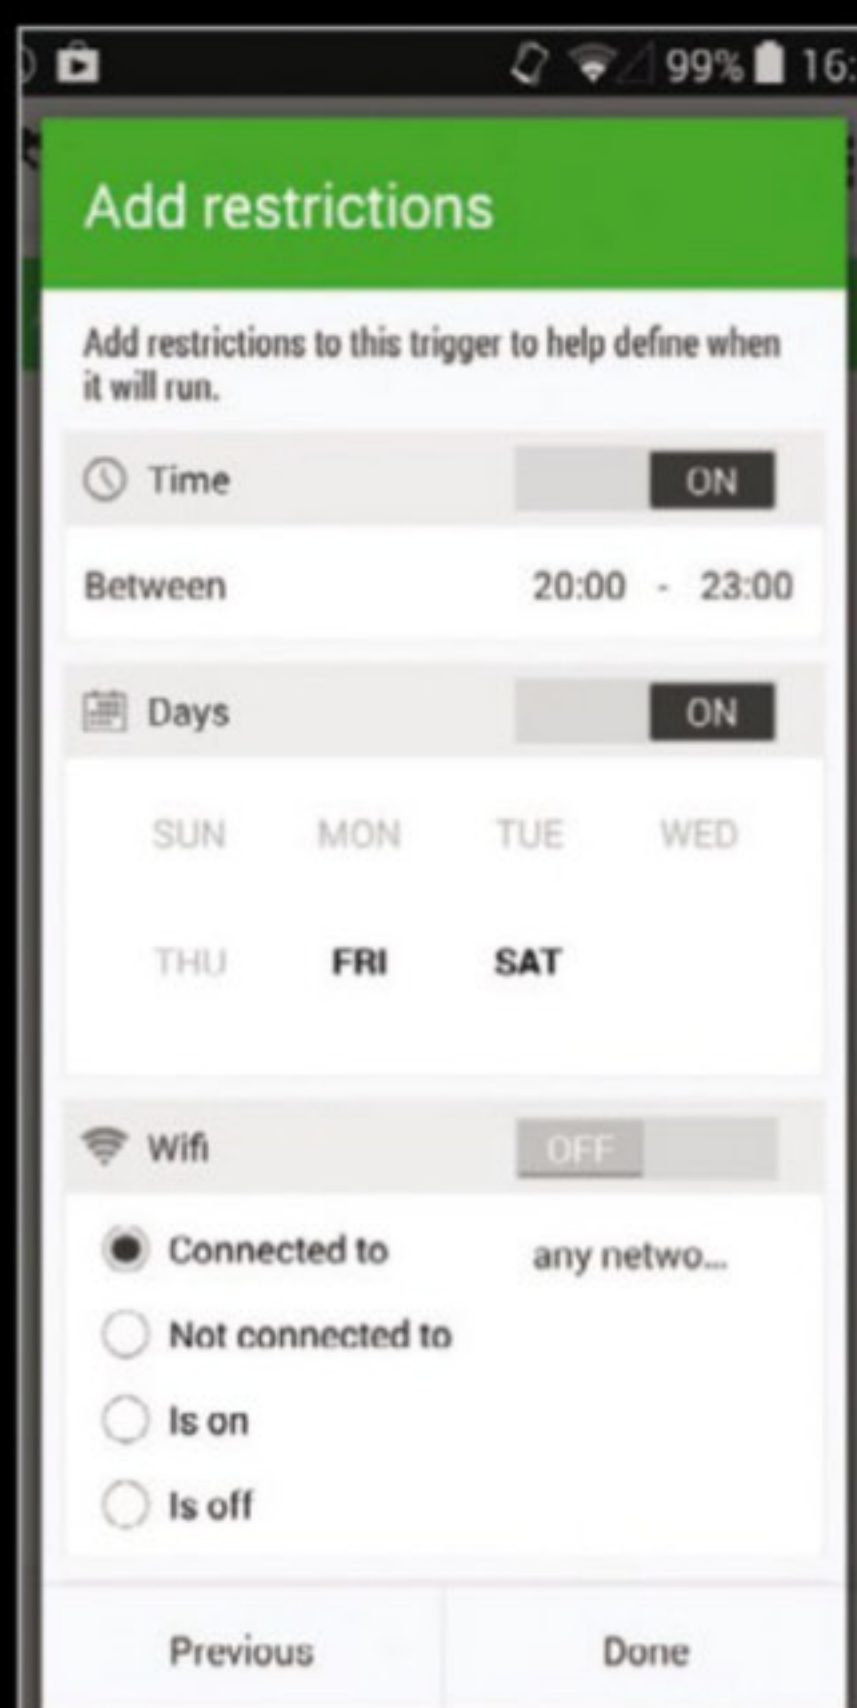 99% 16:
Add restrictions
Add restrictions to this trigger to help define when
it will run.
Time ON
Between 20:00 - 23:00
Days ON
SUN MON TUE WED
THU FRI SAT
Wifi OFF
Connected to any netwo...
Not connected to
Is on
Is off
Previous Done